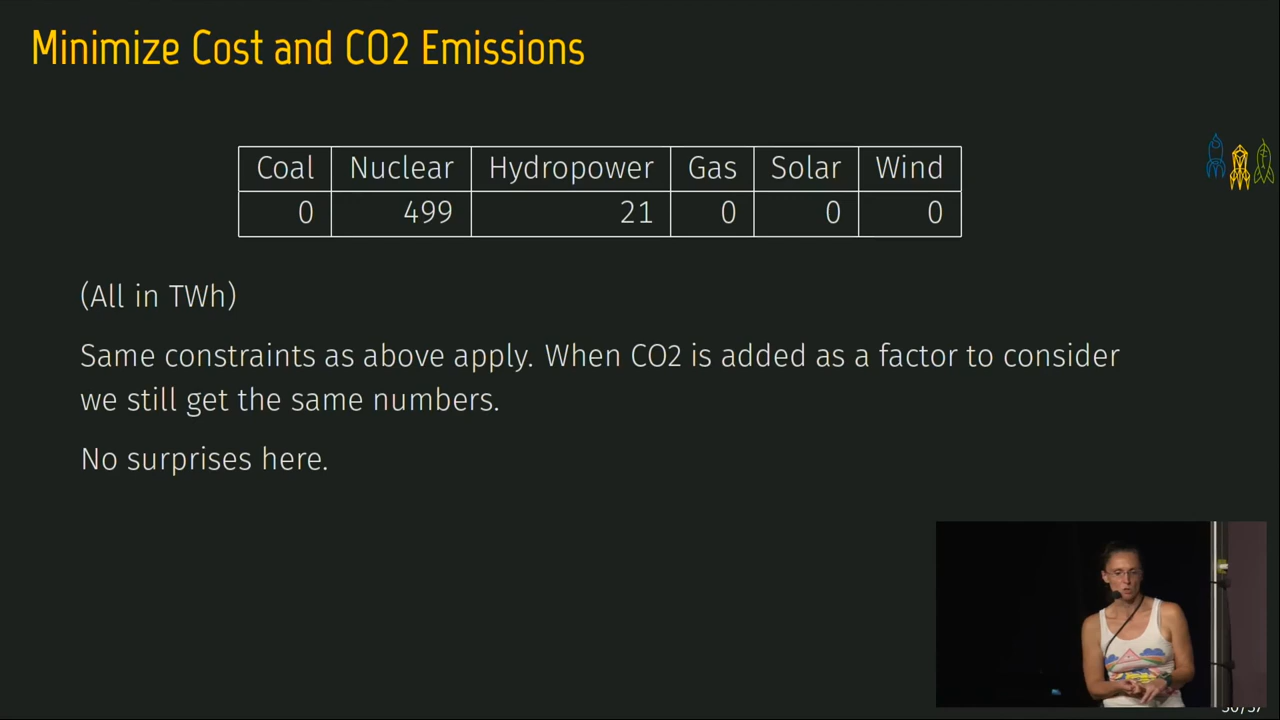 Minimize Cost and CO2 Emissions
Coal Nuclear Hydropower Gas Solar Wind
0 499 21 0 0 0
(All in TWh)
Same constraints as above apply. When CO2 is added as a factor to consider
we still get the same numbers.
No surprises here.